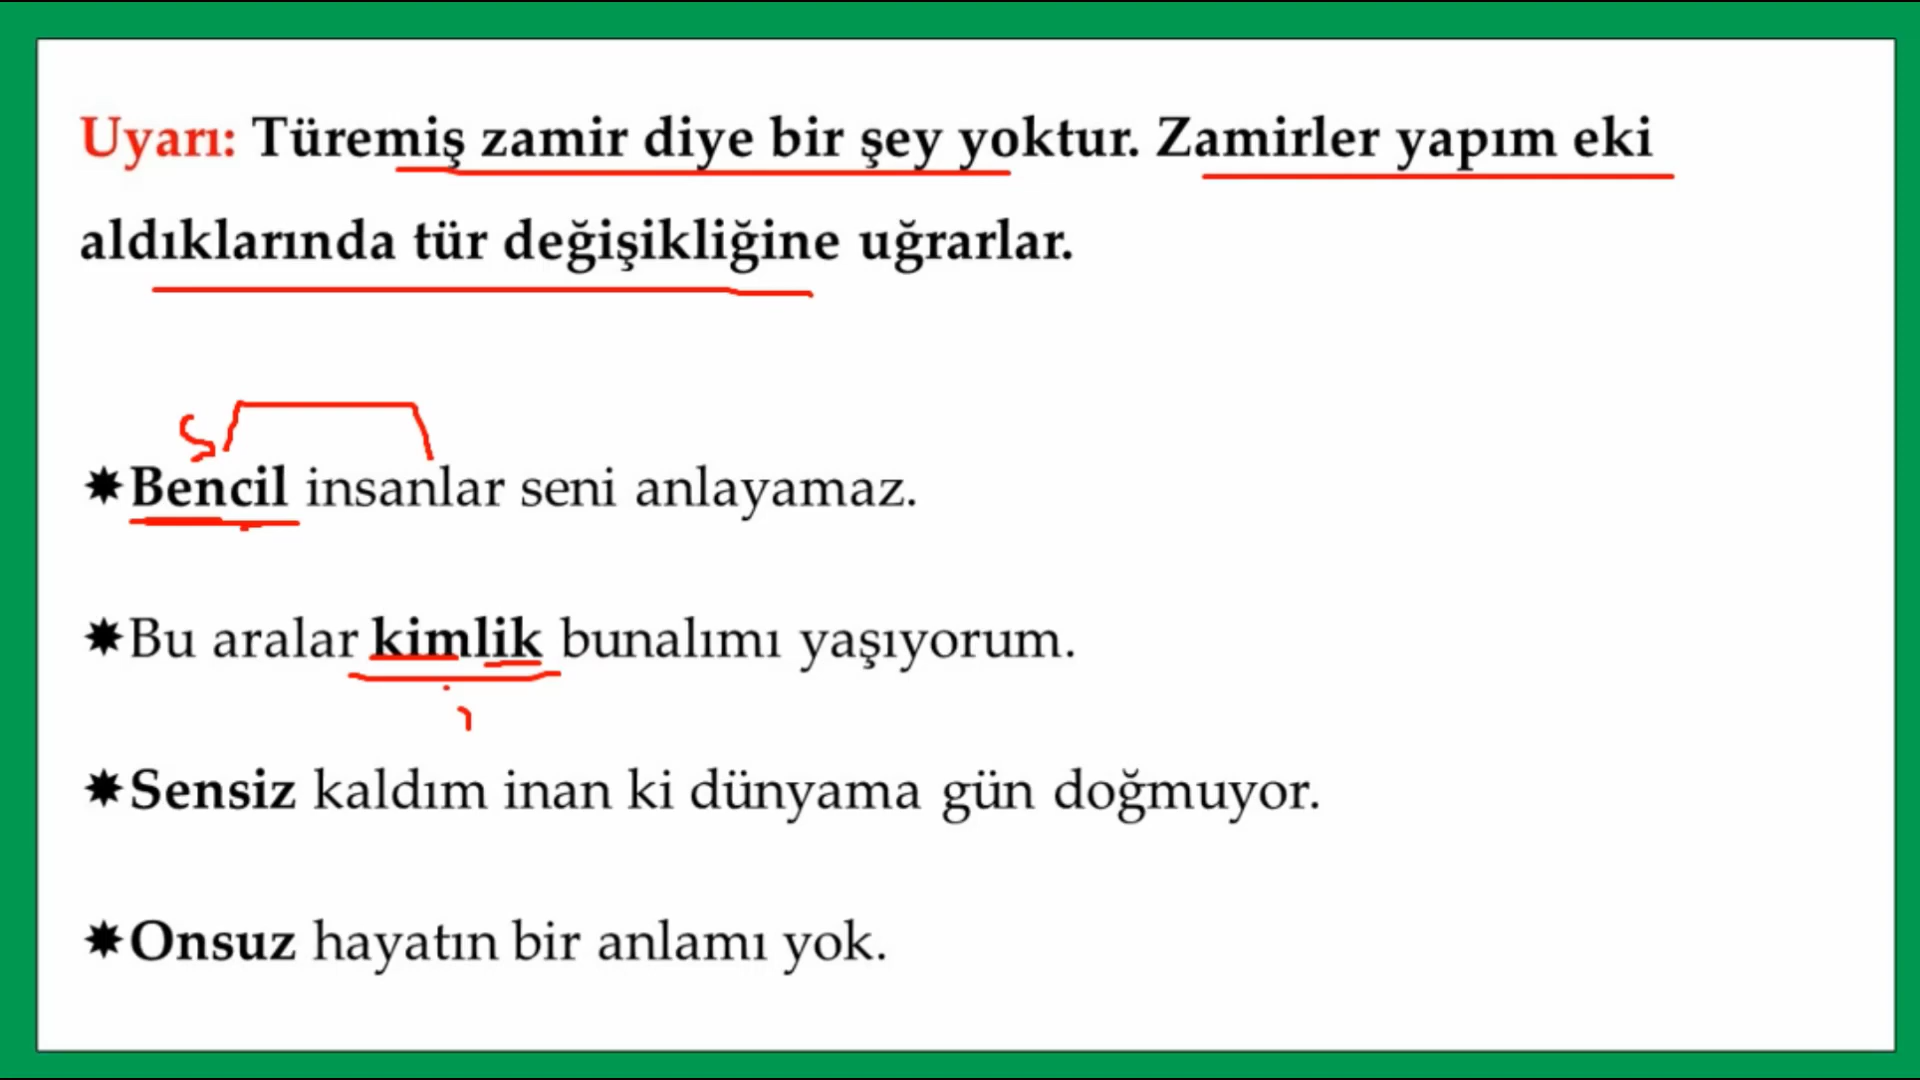 Uyarı: Türemiş zamir diye bir şey yoktur. Zamirler yapım eki
aldıklarında tür değişikliğine uğrarlar.
S
✷Bencil insanlar seni anlayamaz.
✷Bu aralar kimlik bunalımı yaşıyorum.
✷Sensiz kaldım inan ki dünyama gün doğmuyor.
✷Onsuz hayatın bir anlamı yok.